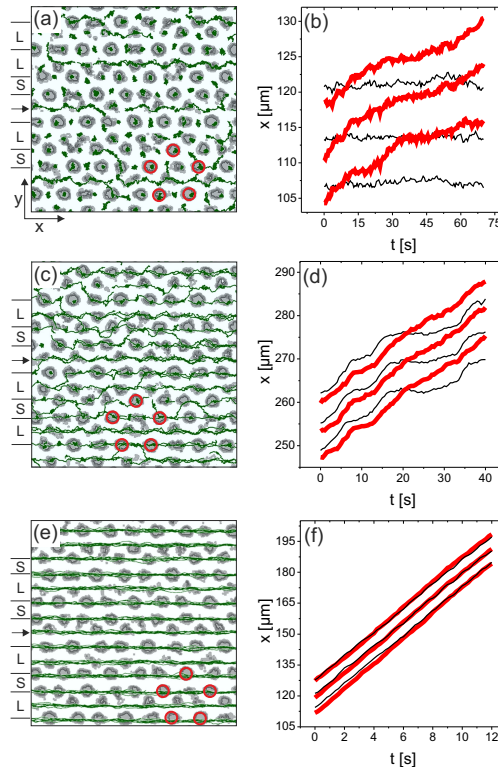 (a)
L
L
S
L
S
y
x
(b)
x [µm]
130
125
120
115
110
105
0 15 30 45 60 75
t [s]
(c)
L
S
L
S
L
(d)
x [µm]
290
280
270
260
250
0 10 20 30 40
t [s]
(e)
S
L
S
L
S
L
(f)
x [µm]
195
180
165
150
135
120
105
0 2 4 6 8 10 12
t [s]